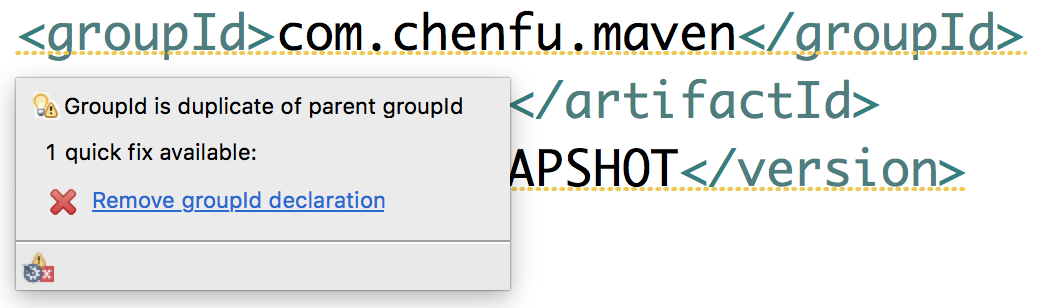 <groupId>com.chenfu.maven</groupId>
GroupId is duplicate of parent groupId
</artifactId>
1 quick fix available:
APSHOT</version>
Remove groupId declaration